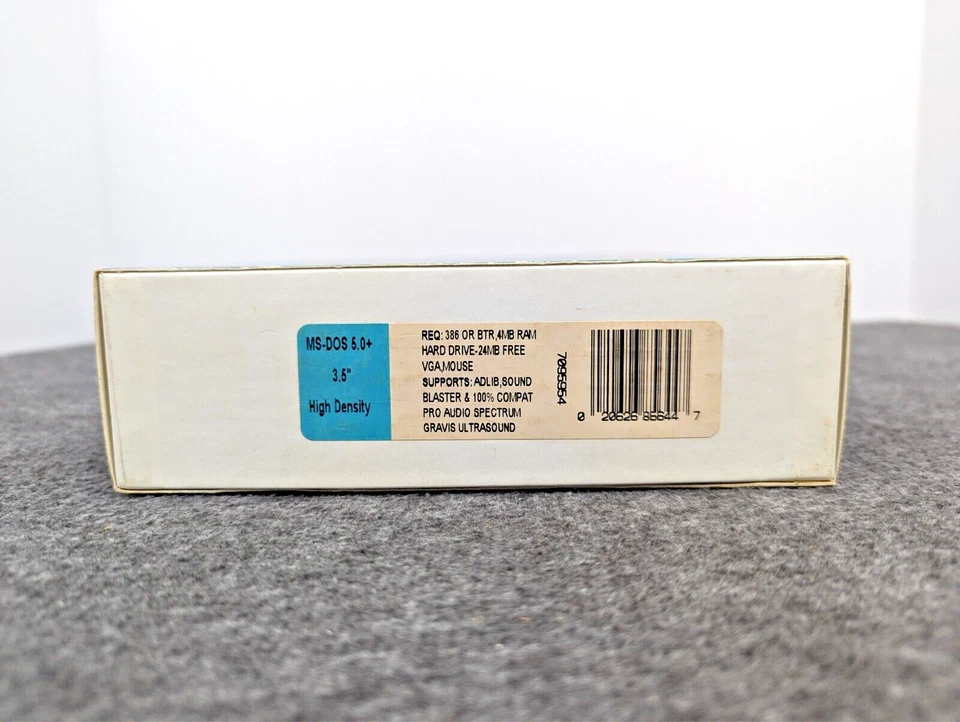 MS-DOS 5.0+
3.5"
High Density
REQ: 386 OR BTR,4MB RAM
HARD DRIVE-24MB FREE
VGA,MOUSE
SUPPORTS: ADLIB,SOUND
BLASTER & 100% COMPAT
PRO AUDIO SPECTRUM
GRAVIS ULTRASOUND
7095954
0 20626 85644 7